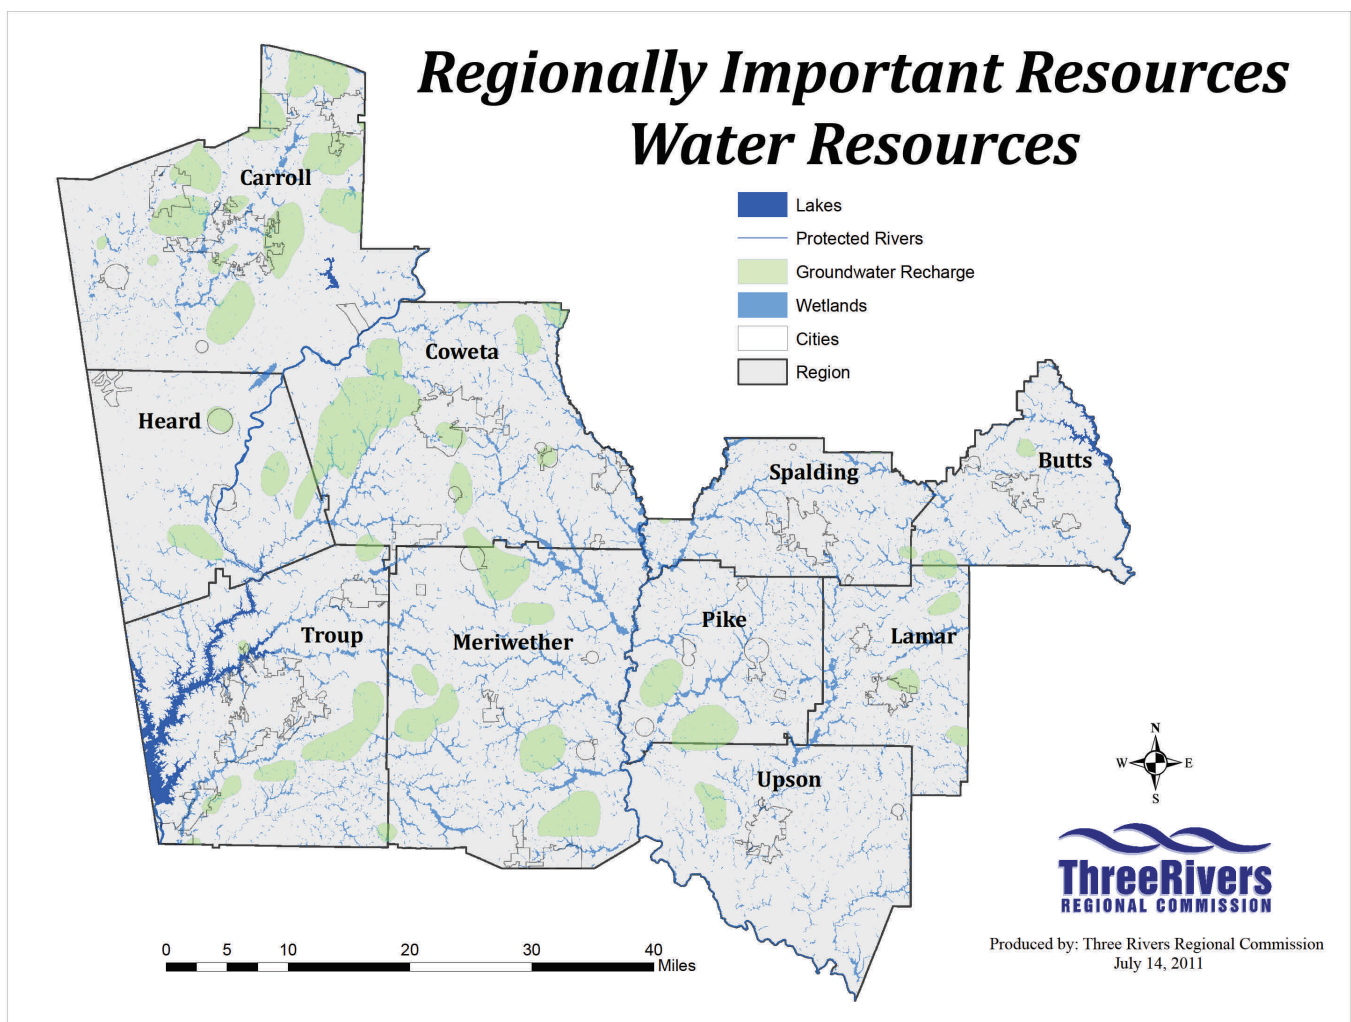 Regionally Important Resources
Water Resources
Lakes
Protected Rivers
Groundwater Recharge
Wetlands
Cities
Region
Carroll
Coweta
Heard
Spalding
Butts
Troup
Meriwether
Pike
Lamar
Upson
N
W E
S
ThreeRivers
REGIONAL COMMISSION
Produced by: Three Rivers Regional Commission
July 14, 2011
0 5 10 20 30 40
Miles